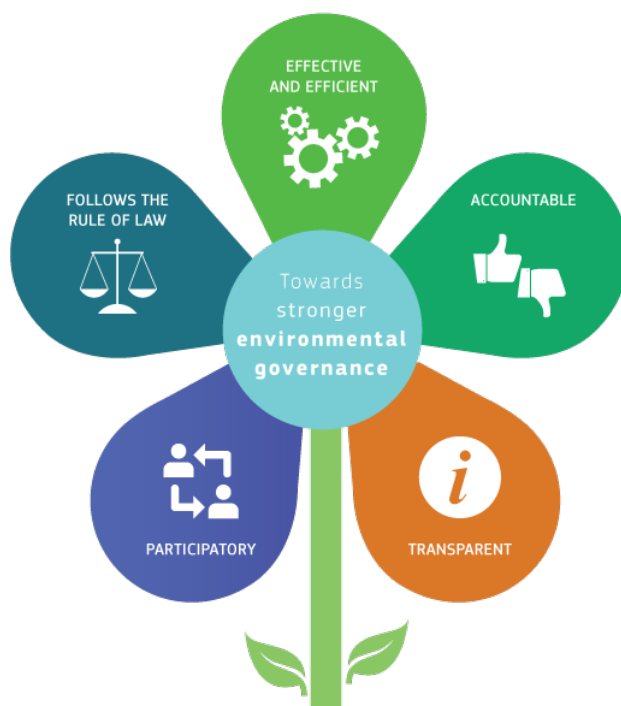 EFFECTIVE
AND EFFICIENT
FOLLOWS THE
RULE OF LAW
ACCOUNTABLE
Towards
stronger
environmental
governance
PARTICIPATORY
TRANSPARENT
i